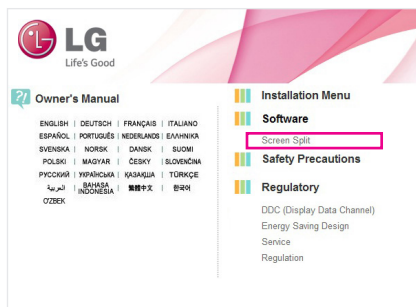 LG
Life's Good
Owner's Manual
ENGLISH | DEUTSCH | FRANÇAIS | ITALIANO
ESPAÑOL | PORTUGUÊS | NEDERLANDS | ΕΛΛΗΝΙΚΆ
SVENSKA | NORSK | DANSK | SUOMI
POLSKI | MAGYAR | ČESKY | SLOVENČINA
РУССКИЙ | УКРАЇНСЬКА | ҚАЗАҚША | TÜRKÇE
العربية | BAHASA INDONESIA | 繁體中文 | 한국어
O'ZBEK
Installation Menu
Software
Screen Split
Safety Precautions
Regulatory
DDC (Display Data Channel)
Energy Saving Design
Service
Regulation